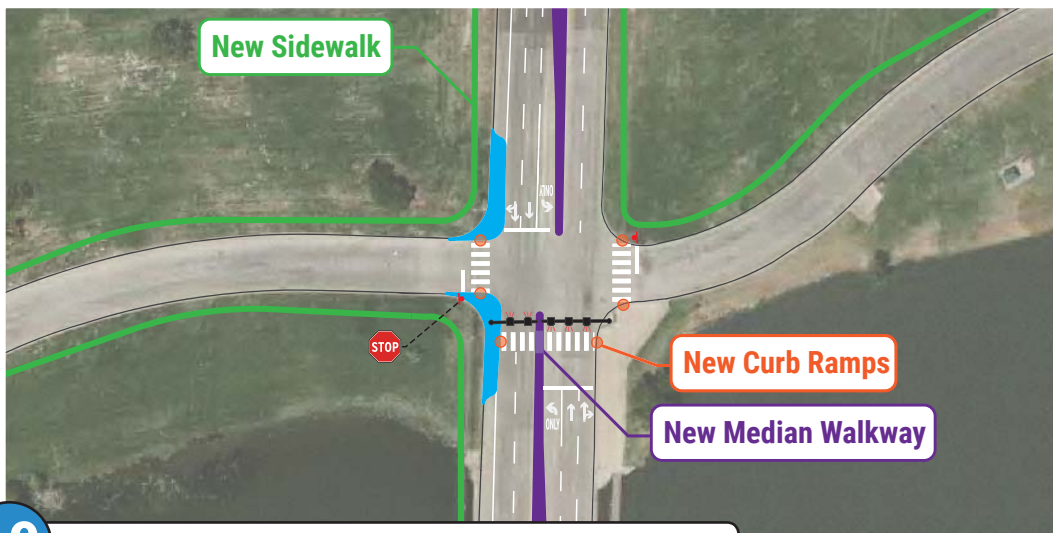 New Sidewalk
ONLY
STOP
New Curb Ramps
ONLY
New Median Walkway